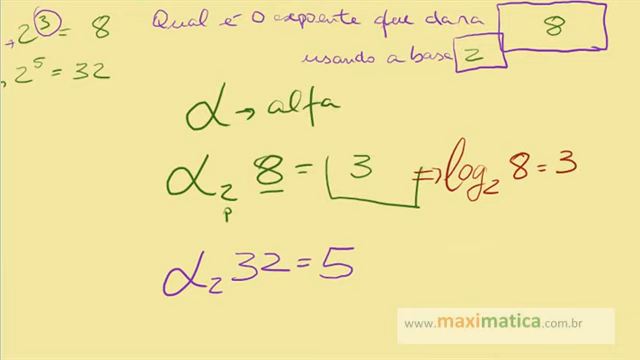 2³ = 8 Qual é o expoente que dará 8
2⁵ = 32 usando a base 2
α → alfa
α₂ 8 = 3 ⇒ log₂ 8 = 3
α₂ 32 = 5
www.maximatica.com.br